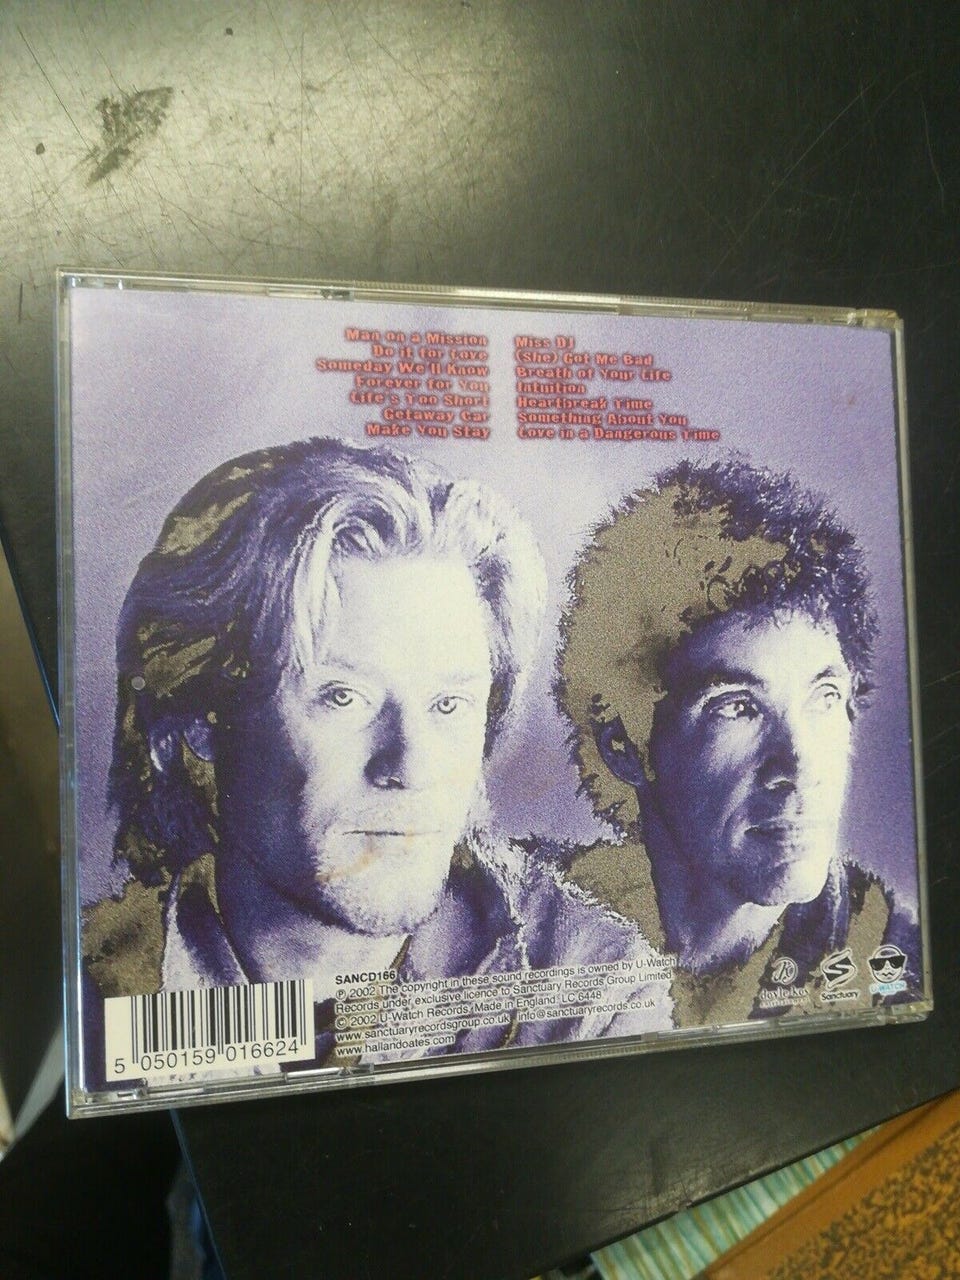 Man on a Mission
Do it for Love
Someday We'll Know
Forever for You
Life's Too Short
Getaway Car
Make You Stay
Miss DJ
(She) Got Me Bad
Breath of Your Life
Intuition
Heartbreak Time
Something About You
Love in a Dangerous Time
SANCD166
℗ 2002 The copyright in these sound recordings is owned by U-Watch
Records under exclusive licence to Sanctuary Records Group Limited
© 2002 U-Watch Records Made in England. LC 6448
www.sanctuaryrecordsgroup.co.uk info@sanctuaryrecords.co.uk
www.hallandoates.com
5 050159 016624
doyle-kos
Sanctuary
U-WATCH